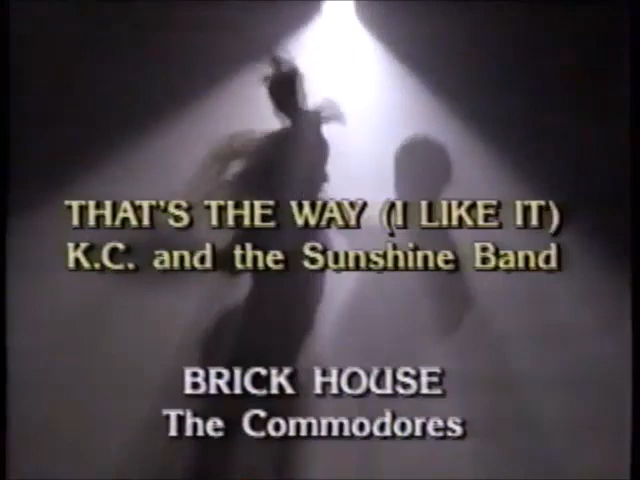 THAT'S THE WAY (I LIKE IT)
K.C. and the Sunshine Band
BRICK HOUSE
The Commodores